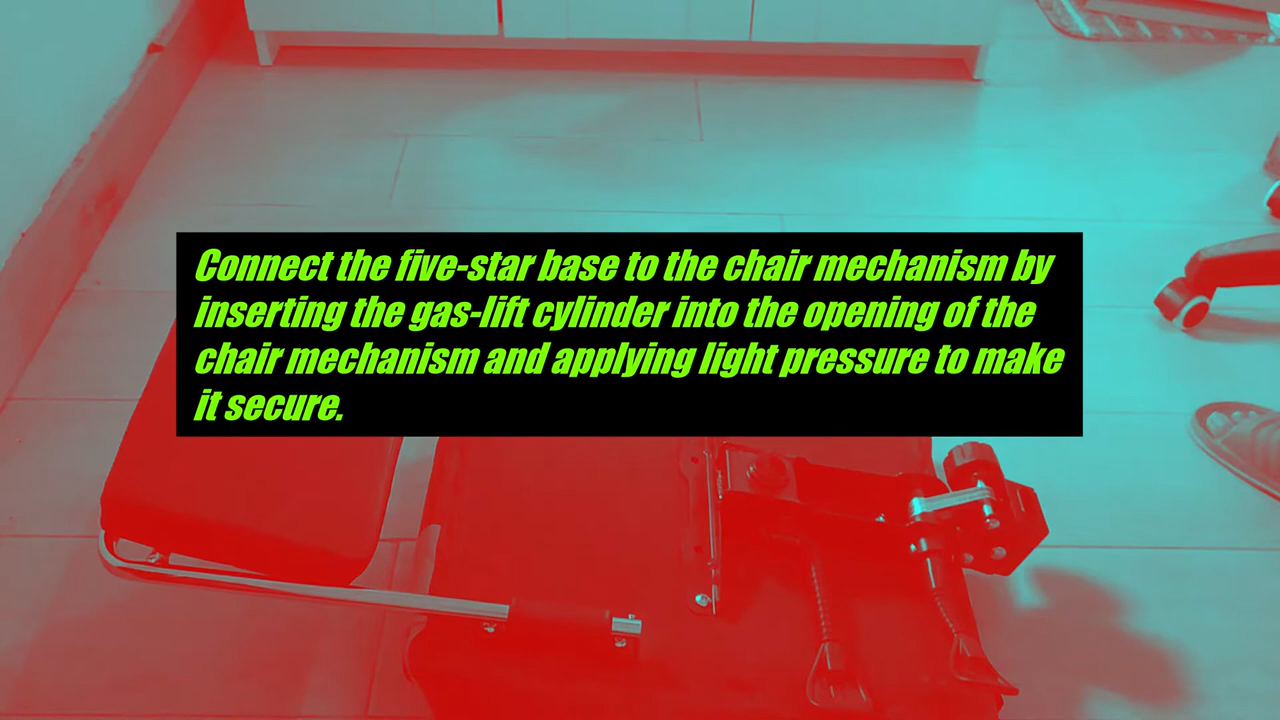 Connect the five-star base to the chair mechanism by
inserting the gas-lift cylinder into the opening of the
chair mechanism and applying light pressure to make
it secure.